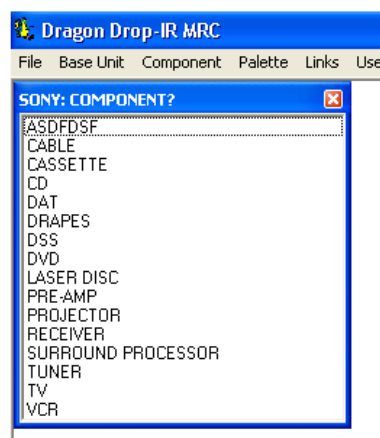 Dragon Drop-IR MRC
File Base Unit Component Palette Links Use
SONY: COMPONENT?
ASDFDSF
CABLE
CASSETTE
CD
DAT
DRAPES
DSS
DVD
LASER DISC
PRE-AMP
PROJECTOR
RECEIVER
SURROUND PROCESSOR
TUNER
TV
VCR